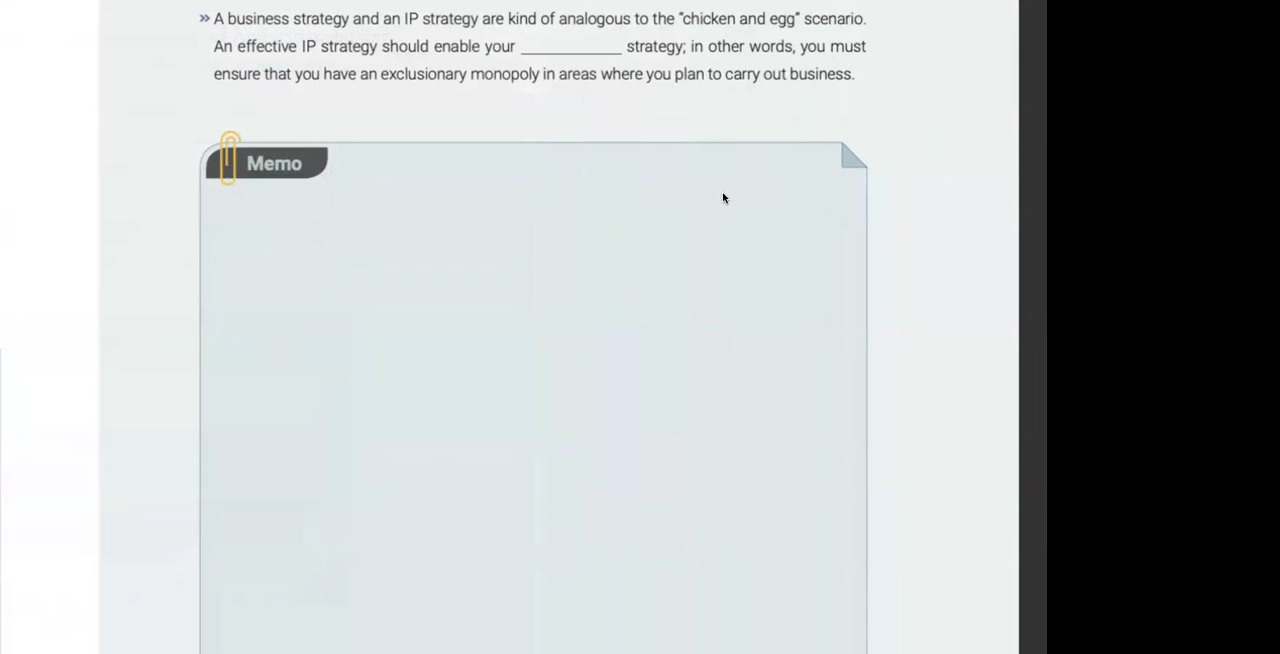 » A business strategy and an IP strategy are kind of analogous to the “chicken and egg” scenario.
An effective IP strategy should enable your ____________ strategy; in other words, you must
ensure that you have an exclusionary monopoly in areas where you plan to carry out business.
Memo